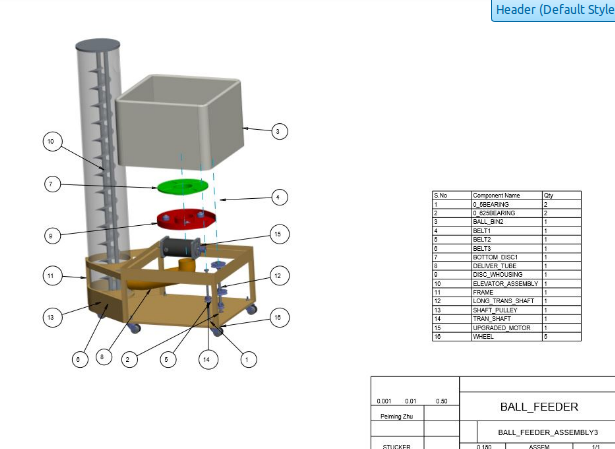 Header (Default Style
10
3
7
4
9
15
11
12
13
16
6
8
2
5
14
1
S.No Component Name Qty
1 0_5BEARING 2
2 0_625BEARING 2
3 BALL_BIN2 1
4 BELT1 1
5 BELT2 1
6 BELT3 1
7 BOTTOM_DISC1 1
8 DELIVER_TUBE 1
9 DISC_WHOUSING 1
10 ELEVATOR_ASSEMBLY 1
11 FRAME 1
12 LONG_TRANS_SHAFT 1
13 SHAFT_PULLEY 1
14 TRAN_SHAFT 1
15 UPGRADED_MOTOR 1
16 WHEEL 5
0.001 0.01 0.50
BALL_FEEDER
Peiming Zhu
BALL_FEEDER_ASSEMBLY3
STUCKER 0.180 ASSEM 1/1